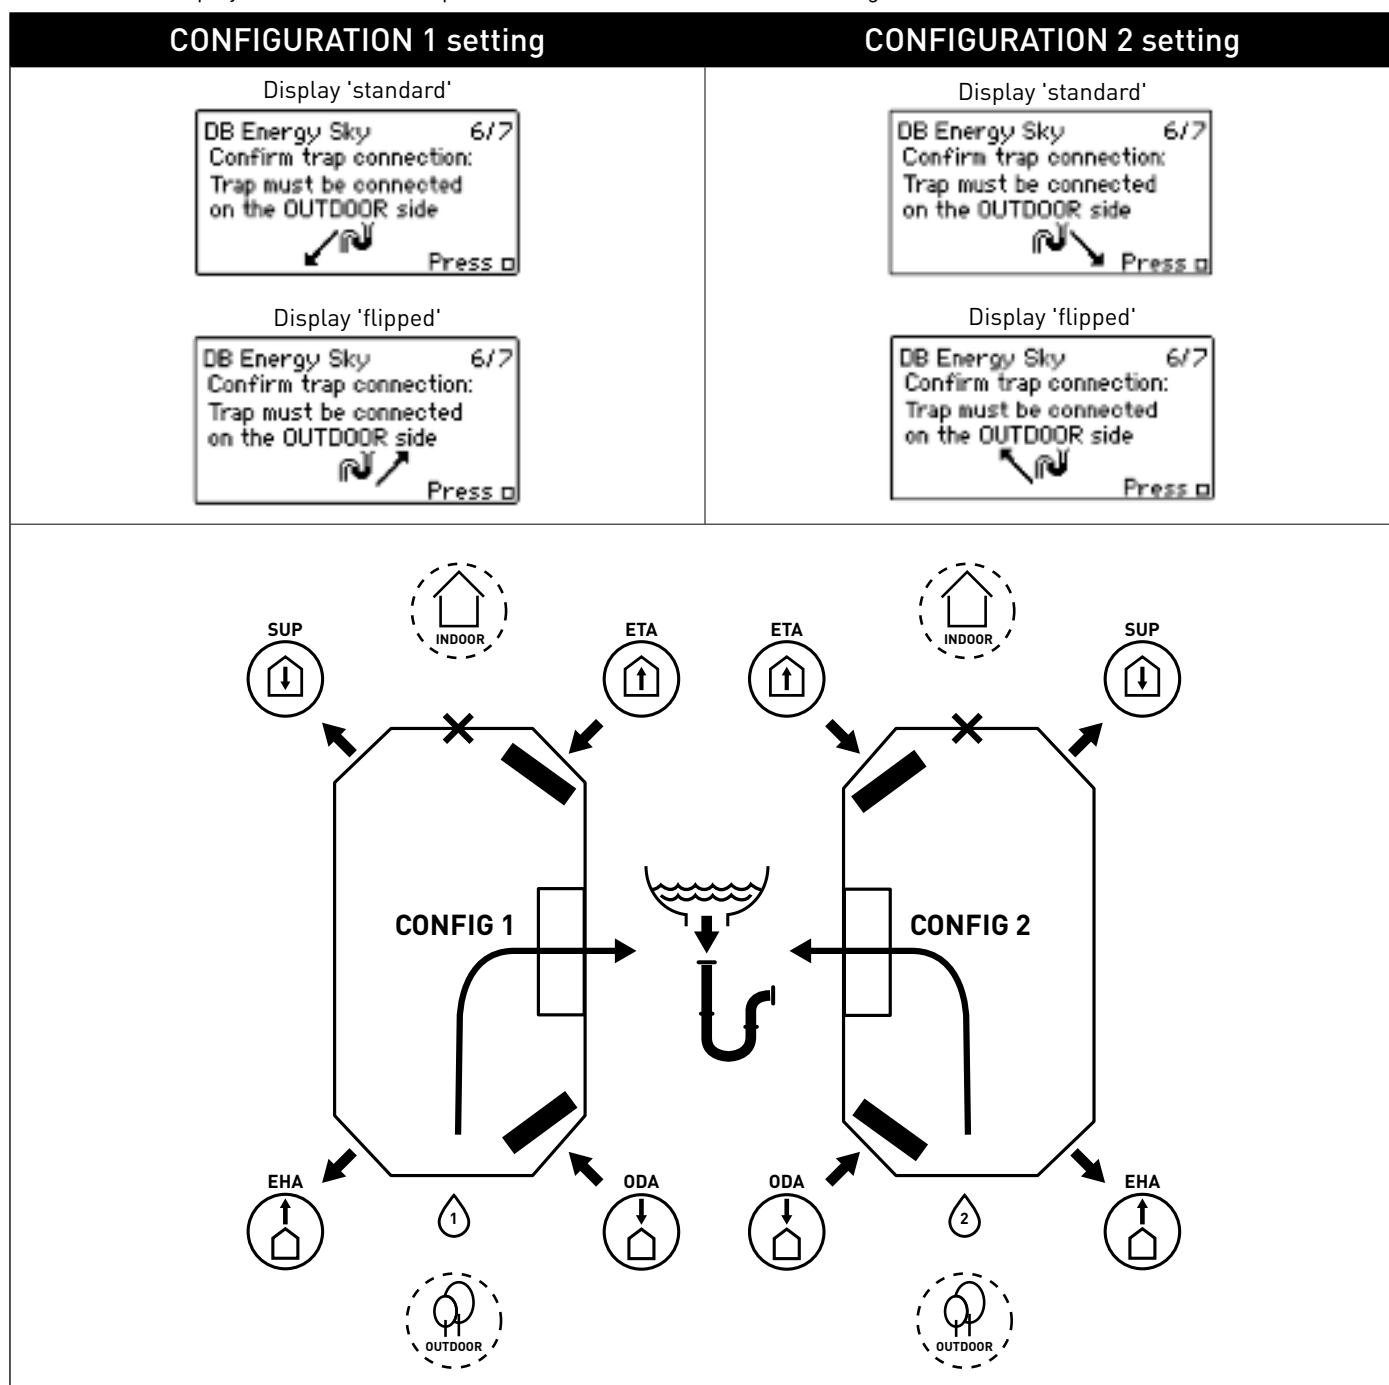 CONFIGURATION 1 setting
CONFIGURATION 2 setting
Display 'standard'
DB Energy Sky 6/7
Confirm trap connection:
Trap must be connected
on the OUTDOOR side
Press
Display 'flipped'
DB Energy Sky 6/7
Confirm trap connection:
Trap must be connected
on the OUTDOOR side
Press
Display 'standard'
DB Energy Sky 6/7
Confirm trap connection:
Trap must be connected
on the OUTDOOR side
Press
Display 'flipped'
DB Energy Sky 6/7
Confirm trap connection:
Trap must be connected
on the OUTDOOR side
Press
INDOOR
SUP
ETA
CONFIG 1
EHA
ODA
1
OUTDOOR
INDOOR
ETA
SUP
CONFIG 2
ODA
EHA
2
OUTDOOR